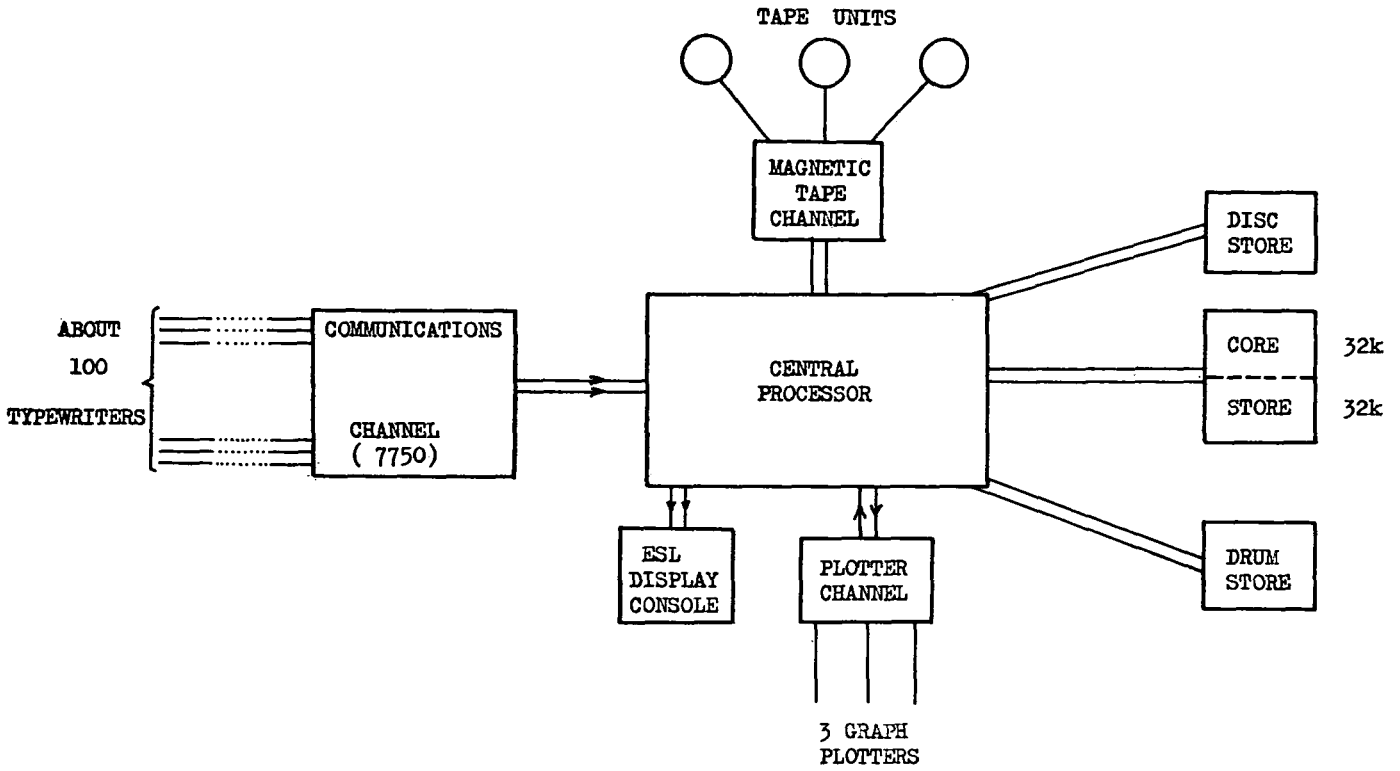 TAPE UNITS
MAGNETIC
TAPE
CHANNEL
DISC
STORE
ABOUT
100
TYPEWRITERS
COMMUNICATIONS
CHANNEL
( 7750)
CENTRAL
PROCESSOR
CORE
32k
STORE
32k
ESL
DISPLAY
CONSOLE
PLOTTER
CHANNEL
DRUM
STORE
3 GRAPH
PLOTTERS